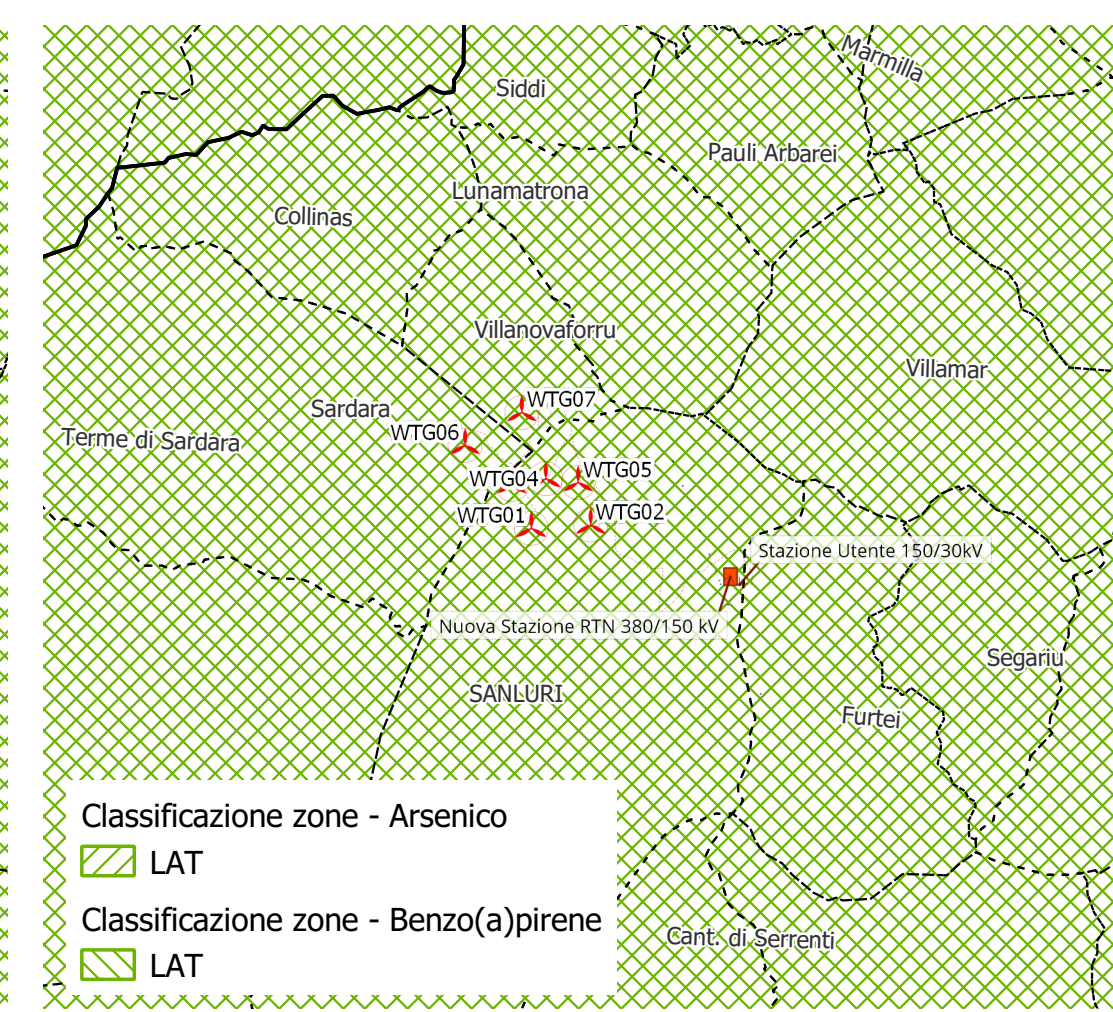 Marmilla
Siddi
Pauli Arbarei
Lunamatrona
Collinas
Villanovaforru
Villamar
WTG07
Sardara
WTG06
Terme di Sardara
WTG05
WTG04
WTG02
WTG01
Stazione Utente 150/30kV
Nuova Stazione RTN 380/150 kV
Segariu
SANLURI
Furtei
Classificazione zone - Arsenico
LAT
Classificazione zone - Benzo(a)pirene
LAT
Cant. di Serrenti